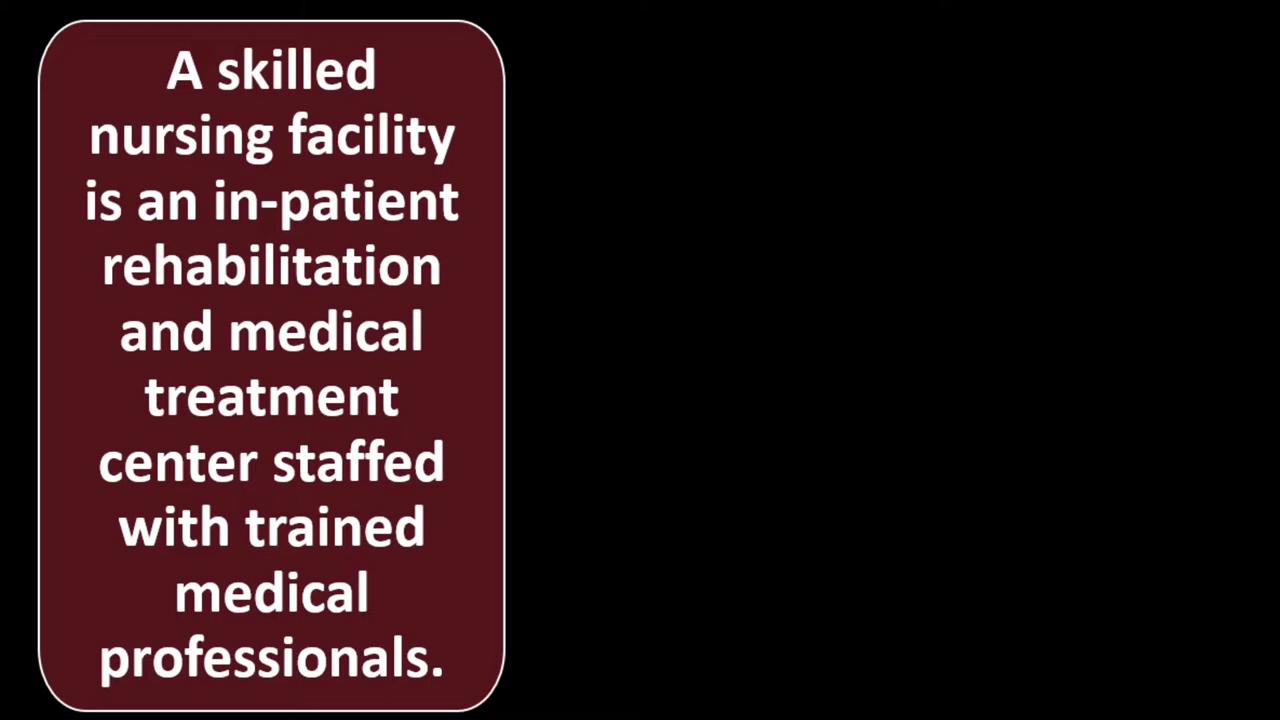 A skilled
nursing facility
is an in-patient
rehabilitation
and medical
treatment
center staffed
with trained
medical
professionals.